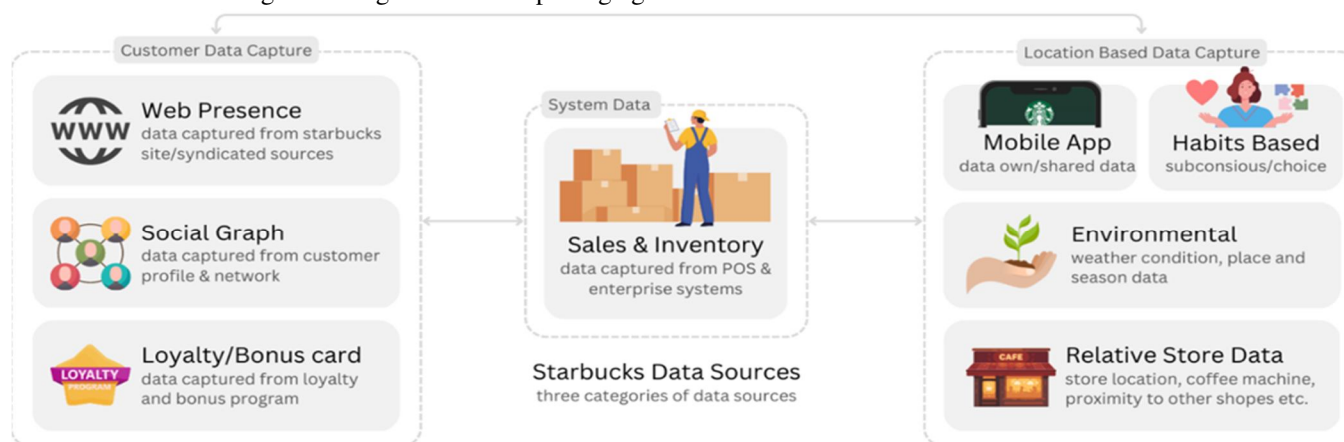 Customer Data Capture
Web Presence
data captured from starbucks
site/syndicated sources
WWW
Social Graph
data captured from customer
profile & network
Loyalty/Bonus card
data captured from loyalty
and bonus program
LOYALTY
PROGRAM
System Data
Sales & Inventory
data captured from POS &
enterprise systems
Starbucks Data Sources
three categories of data sources
Location Based Data Capture
Mobile App
data own/shared data
Habits Based
subconsious/choice
Environmental
weather condition, place and
season data
CAFE
Relative Store Data
store location, coffee machine,
proximity to other shopes etc.